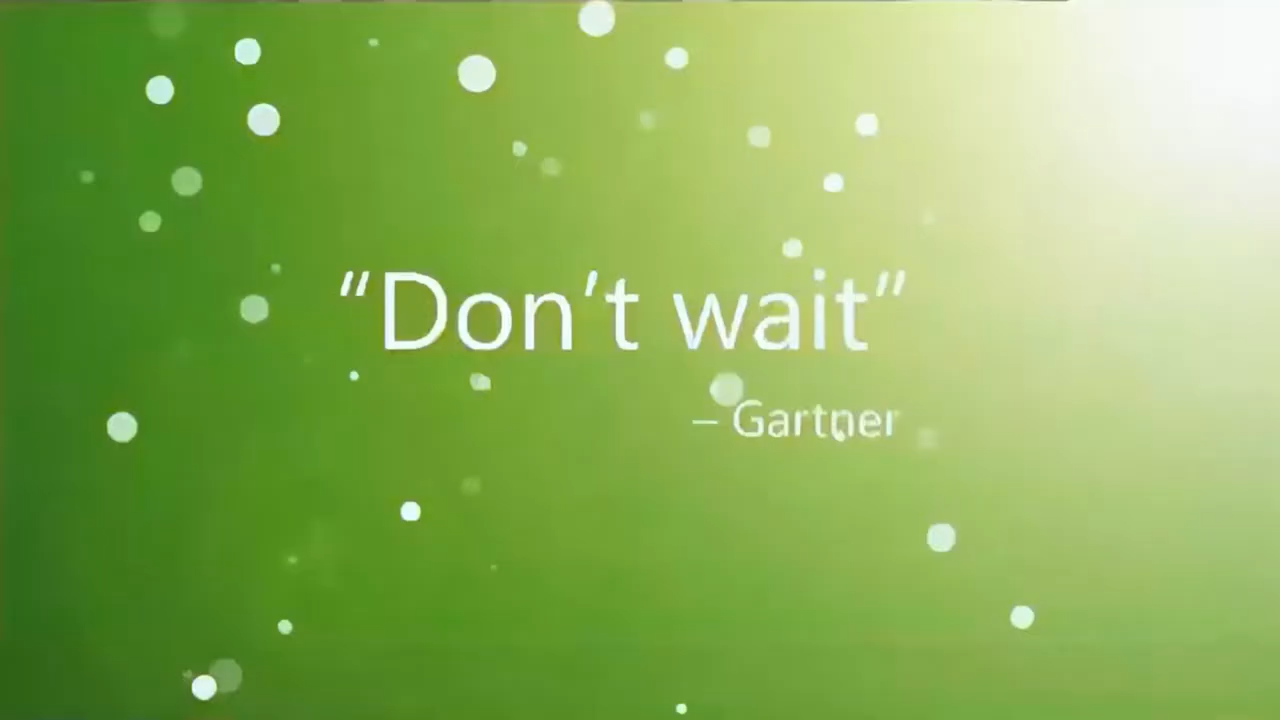 “Don’t wait”
– Gartner